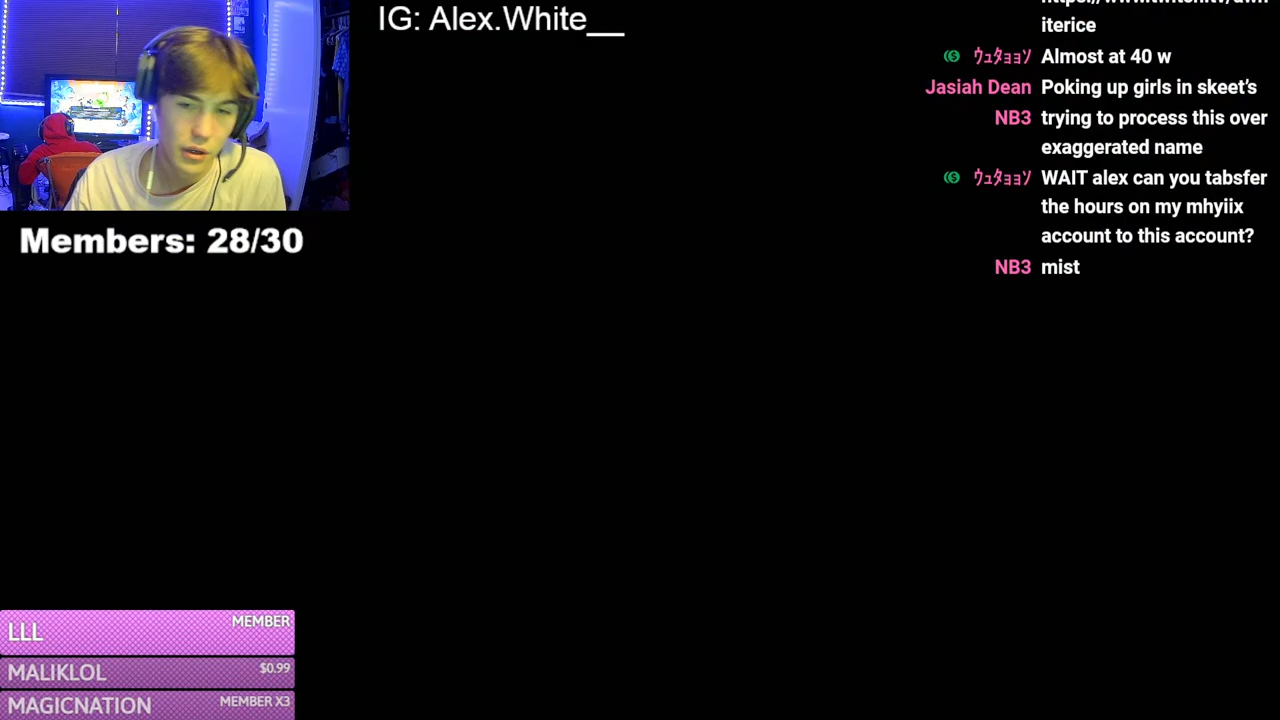 IG: Alex.White__
iterice
ｳｭﾀｮｮｿ Almost at 40 w
Jasiah Dean Poking up girls in skeet's
NB3 trying to process this over
exaggerated name
ｳｭﾀｮｮｿ WAIT alex can you tabsfer
the hours on my mhyiix
account to this account?
NB3 mist
Members: 28/30
LLL MEMBER
MALIKLOL $0.99
MAGICNATION MEMBER X3